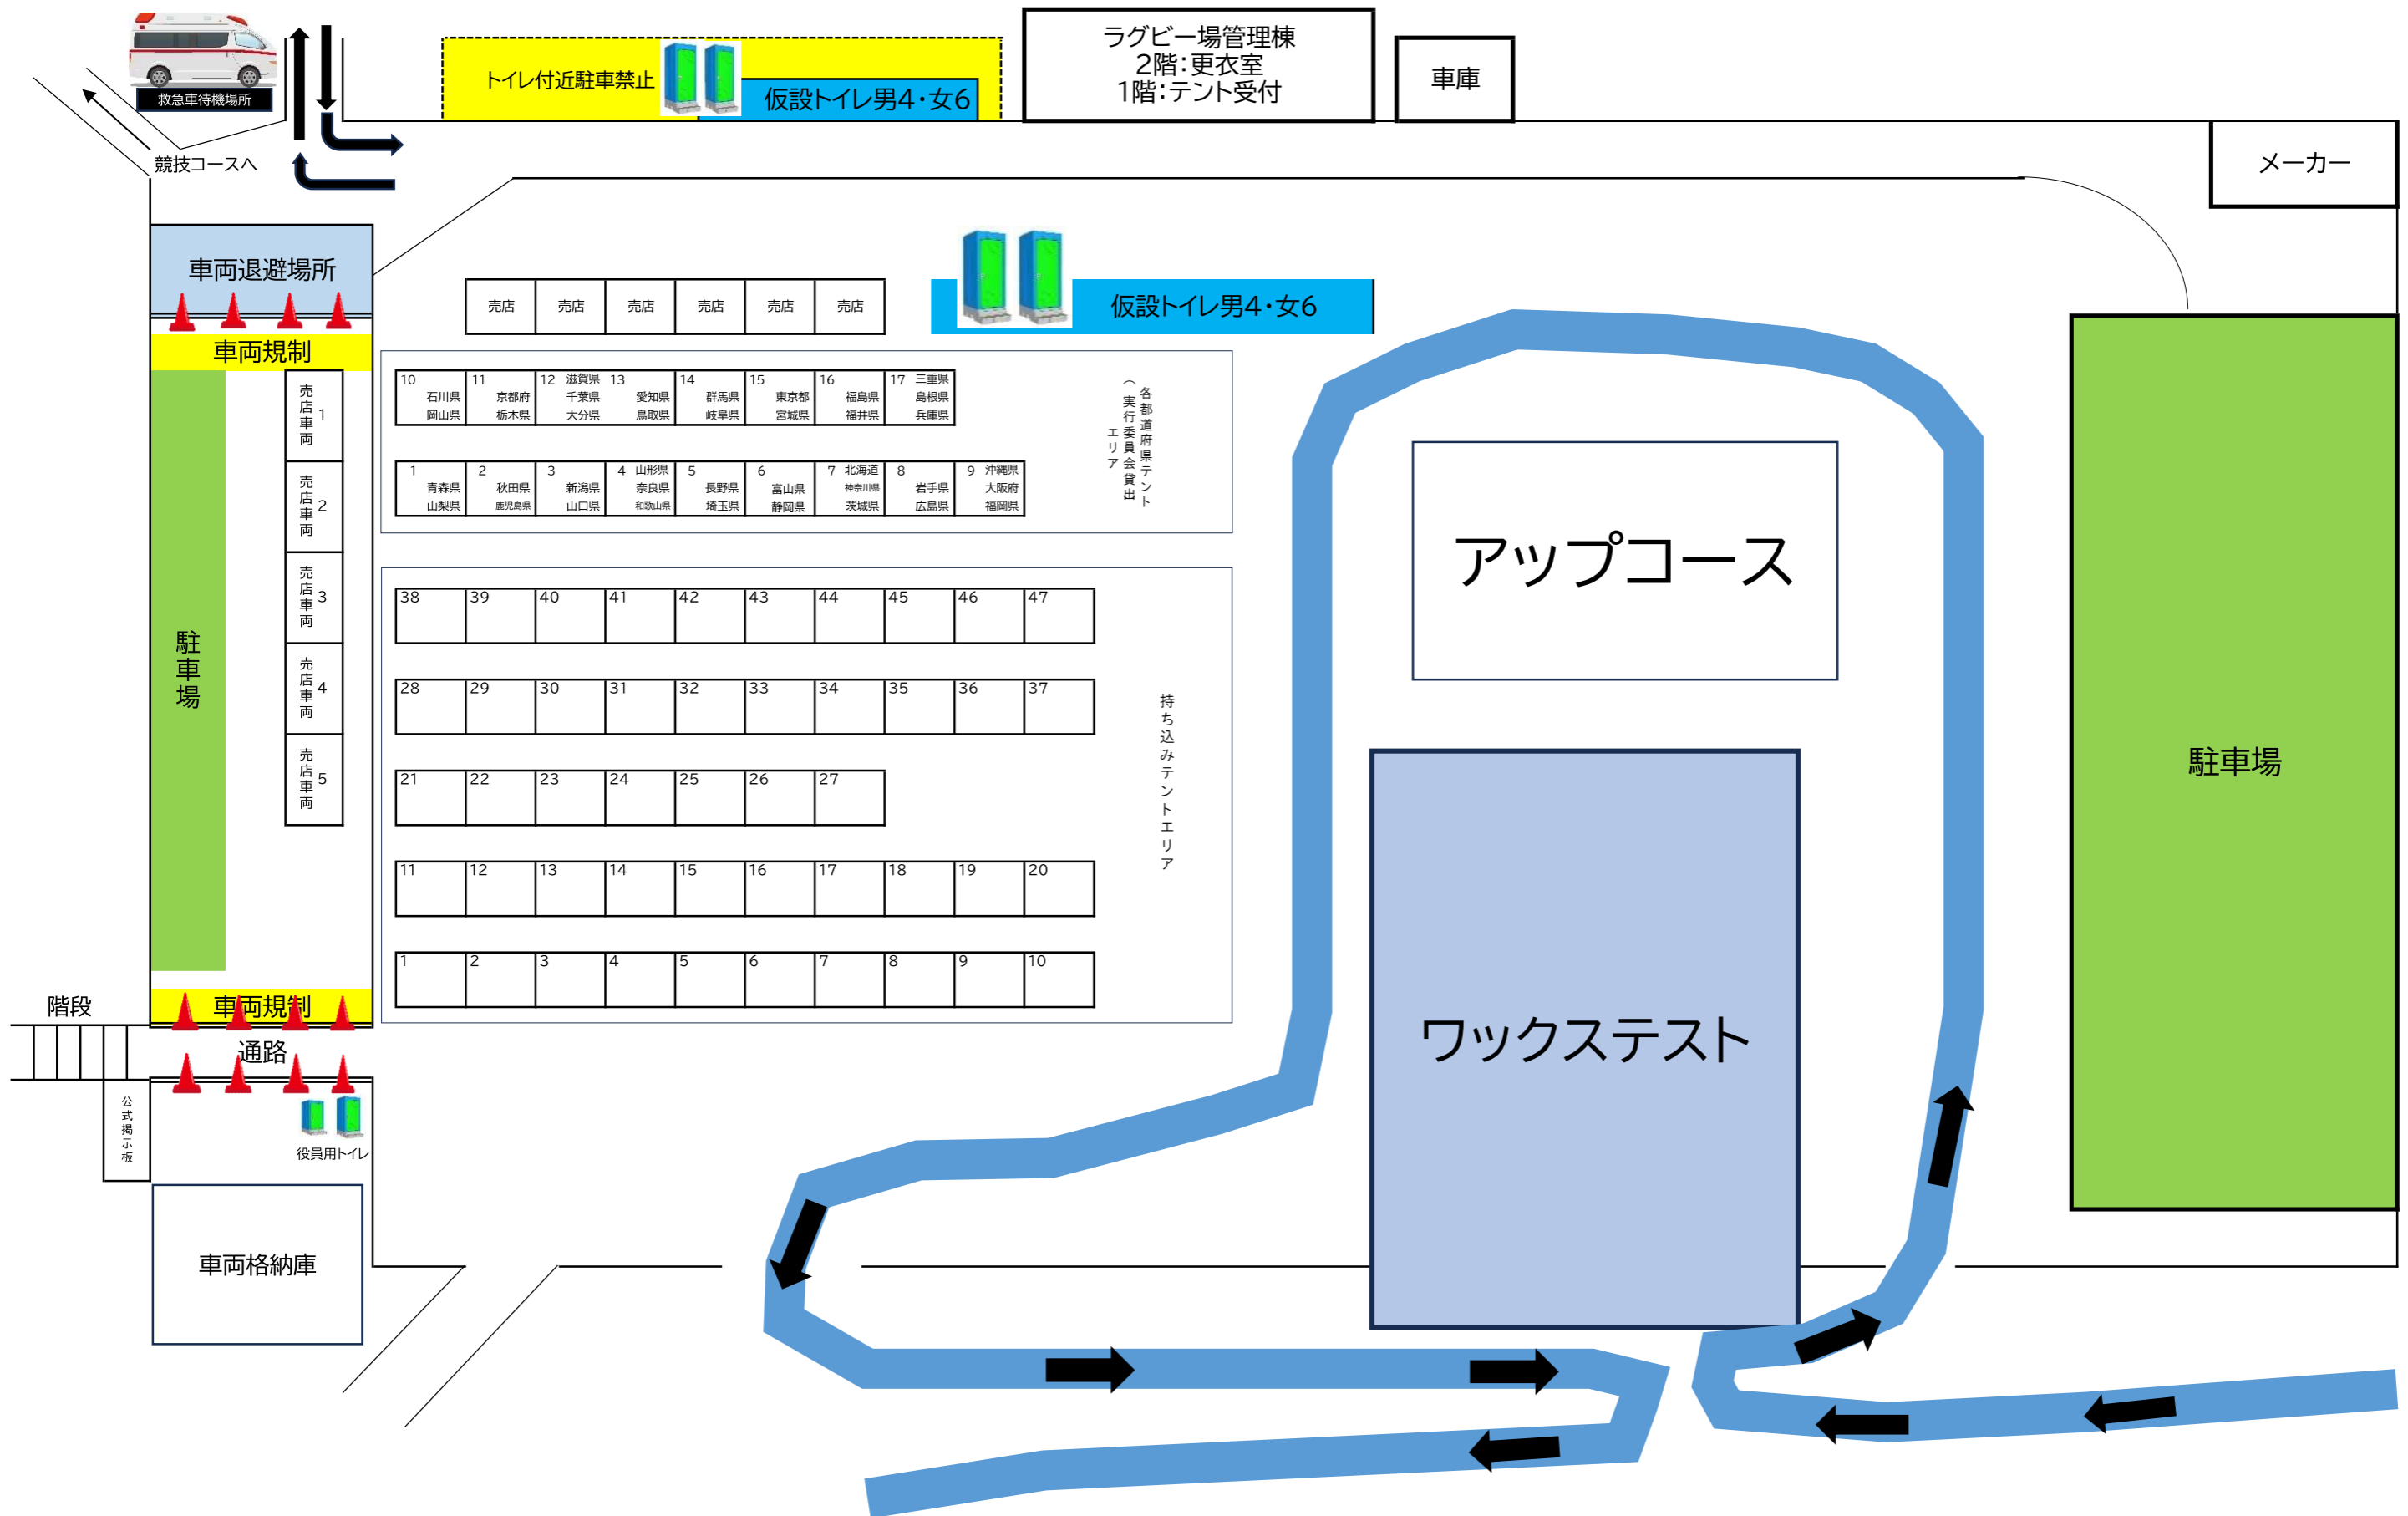 救急車待機場所
競技コースへ
トイレ付近駐車禁止
仮設トイレ男4・女6
ラグビー場管理棟
2階：更衣室
1階：テント受付
車庫
メーカー
車両退避場所
車両規制
売店
売店
売店
売店
売店
売店
仮設トイレ男4・女6
駐車場
売店車両 1
売店車両 2
売店車両 3
売店車両 4
売店車両 5
10 石川県 岡山県
11 京都府 栃木県
12 滋賀県 千葉県 大分県
13 愛知県 鳥取県
14 群馬県 岐阜県
15 東京都 宮城県
16 福島県 福井県
17 三重県 島根県 兵庫県
1 青森県 山梨県
2 秋田県 鹿児島県
3 新潟県 山口県
4 山形県 奈良県 和歌山県
5 長野県 埼玉県
6 富山県 静岡県
7 北海道 神奈川県 茨城県
8 岩手県 広島県
9 沖縄県 大阪府 福岡県
各都道府県テント
（実行委員会貸出）
エリア
38 39 40 41 42 43 44 45 46 47
28 29 30 31 32 33 34 35 36 37
21 22 23 24 25 26 27
11 12 13 14 15 16 17 18 19 20
1 2 3 4 5 6 7 8 9 10
持ち込みテントエリア
アップコース
ワックステスト
駐車場
車両規制
階段
通路
公式掲示板
役員用トイレ
車両格納庫